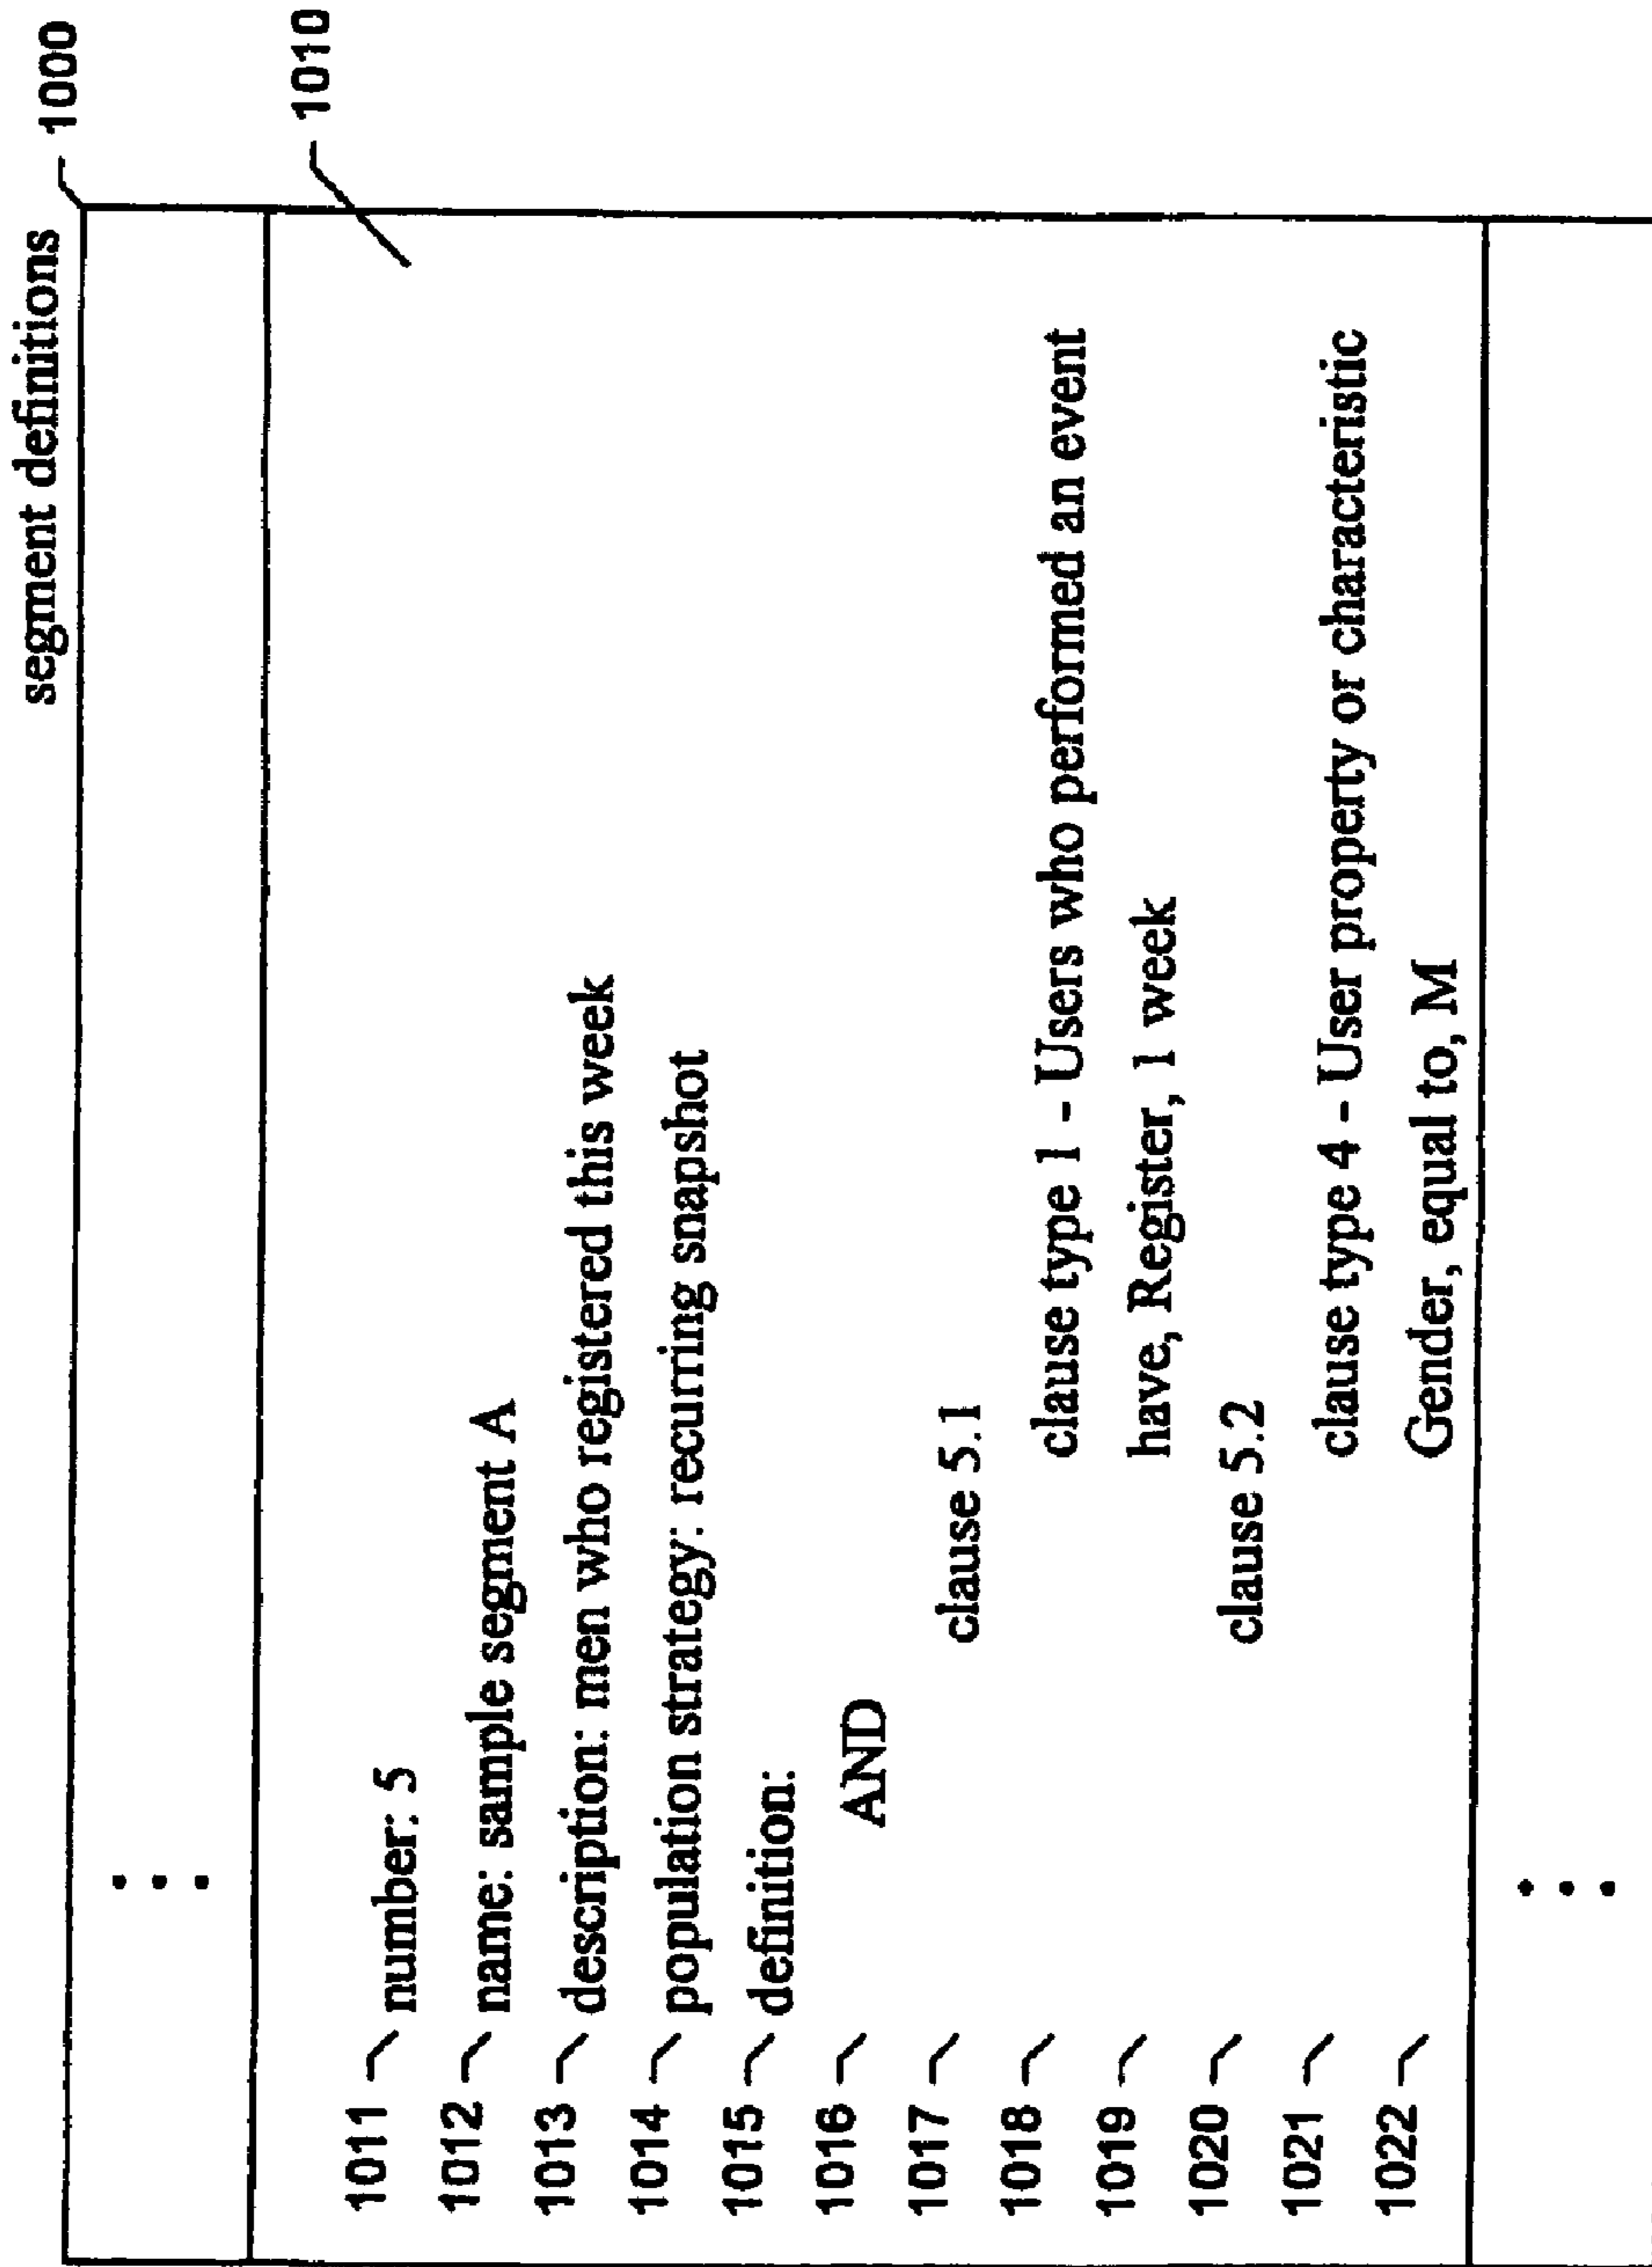 segment definitions
1000
1010
1011 number: 5
1012 name: sample segment A
1013 description: men who registered this week
1014 population strategy: recurring snapshot
1015 definition:
1016 AND
1017 clause 5.1
1018 clause type 1 - Users who performed an event
1019 have, Register, 1 week
1020 clause 5.2
1021 clause type 4 - User property or characteristic
1022 Gender, equal to, M